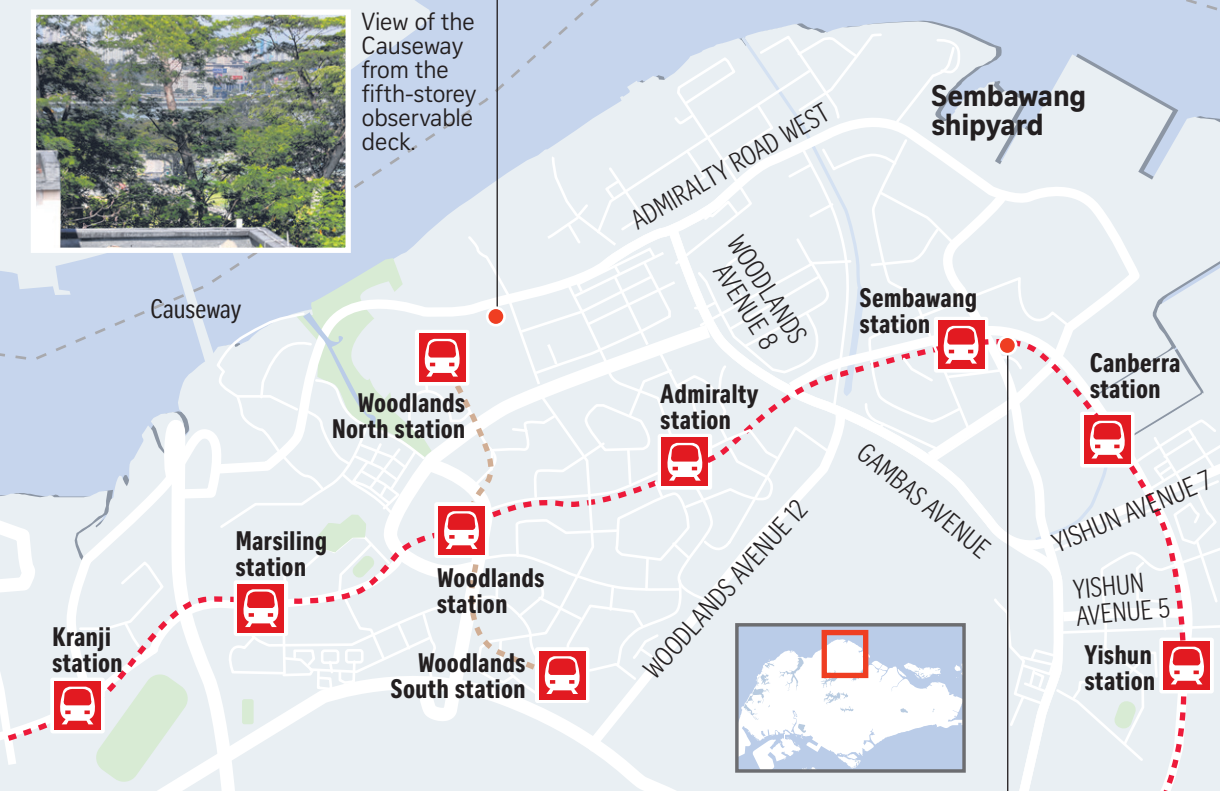 View of the
Causeway
from the
fifth-storey
observable
deck.
Sembawang
shipyard
ADMIRALTY ROAD WEST
WOODLANDS
AVENUE 8
Causeway
Sembawang
station
Canberra
station
Woodlands
North station
Admiralty
station
GAMBAS AVENUE
YISHUN AVENUE 7
WOODLANDS AVENUE 12
Marsiling
station
Woodlands
station
YISHUN
AVENUE 5
Kranji
station
Woodlands
South station
Yishun
station